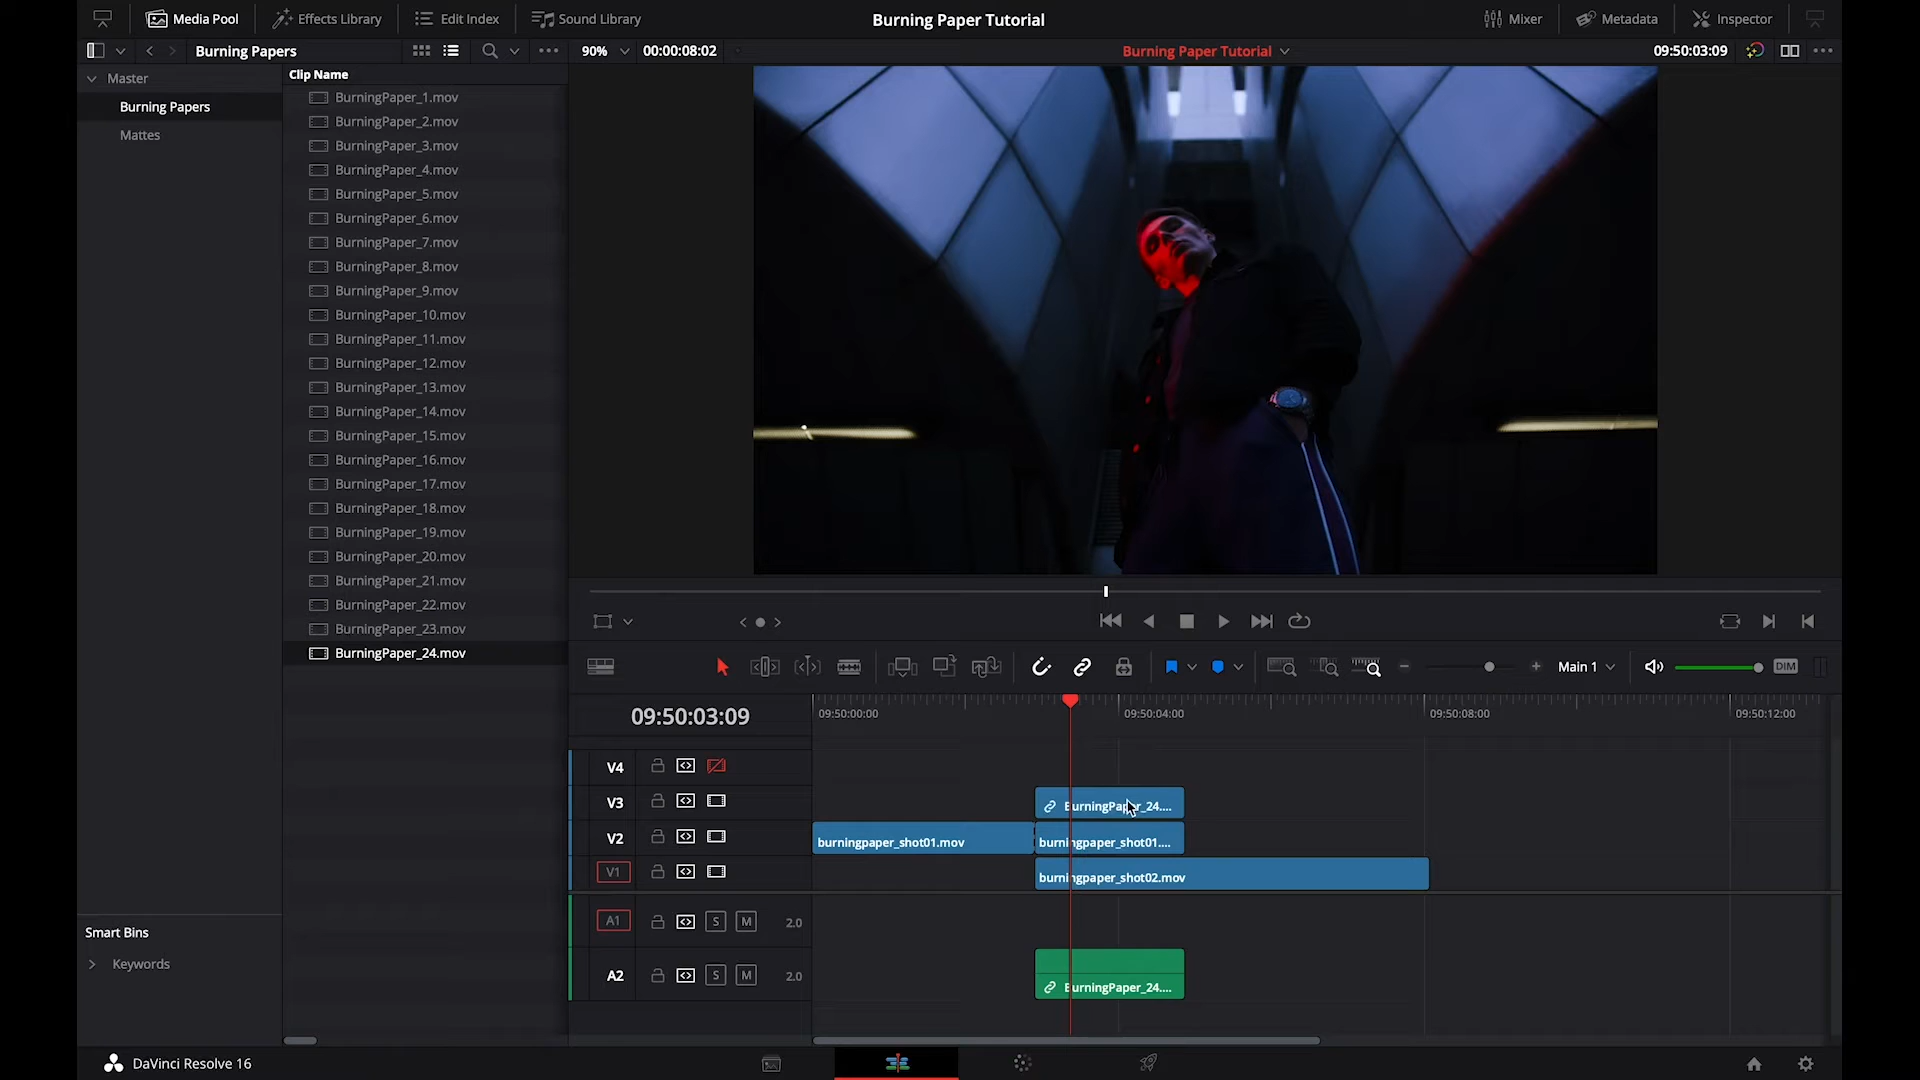 Media Pool
Effects Library
Edit Index
Sound Library
Burning Paper Tutorial
Mixer
Metadata
Inspector
Burning Papers
90%
00:00:08:02
Burning Paper Tutorial
09:50:03:09
Master
Burning Papers
Mattes
Clip Name
BurningPaper_1.mov
BurningPaper_2.mov
BurningPaper_3.mov
BurningPaper_4.mov
BurningPaper_5.mov
BurningPaper_6.mov
BurningPaper_7.mov
BurningPaper_8.mov
BurningPaper_9.mov
BurningPaper_10.mov
BurningPaper_11.mov
BurningPaper_12.mov
BurningPaper_13.mov
BurningPaper_14.mov
BurningPaper_15.mov
BurningPaper_16.mov
BurningPaper_17.mov
BurningPaper_18.mov
BurningPaper_19.mov
BurningPaper_20.mov
BurningPaper_21.mov
BurningPaper_22.mov
BurningPaper_23.mov
BurningPaper_24.mov
Main 1
DIM
09:50:03:09
09:50:00:00
09:50:04:00
09:50:08:00
09:50:12:00
V4
V3
BurningPaper_24....
V2
burningpaper_shot01.mov
burningpaper_shot01....
V1
burningpaper_shot02.mov
A1
S
M
2.0
A2
S
M
2.0
BurningPaper_24....
Smart Bins
Keywords
DaVinci Resolve 16